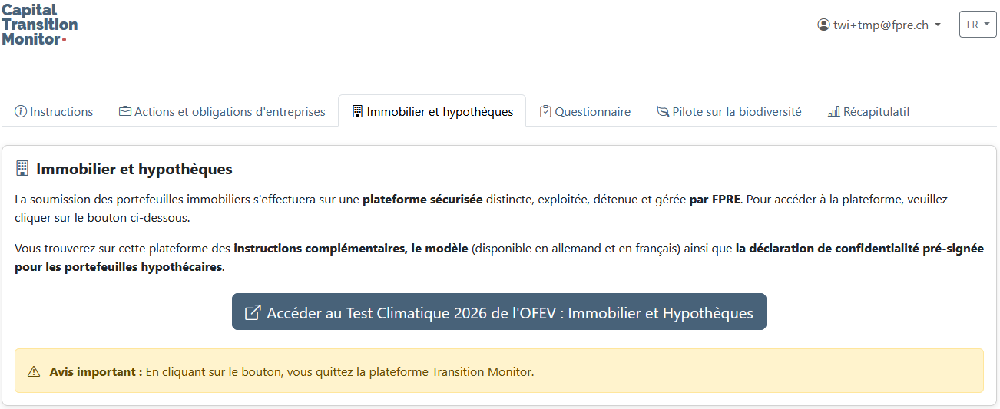 Capital
Transition
Monitor
twi+tmp@fpre.ch
FR
Instructions
Actions et obligations d'entreprises
Immobilier et hypothèques
Questionnaire
Pilote sur la biodiversité
Récapitulatif
Immobilier et hypothèques
La soumission des portefeuilles immobiliers s'effectuera sur une plateforme sécurisée distincte, exploitée, détenue et gérée par FPRE. Pour accéder à la plateforme, veuillez
cliquer sur le bouton ci-dessous.
Vous trouverez sur cette plateforme des instructions complémentaires, le modèle (disponible en allemand et en français) ainsi que la déclaration de confidentialité pré-signée
pour les portefeuilles hypothécaires.
Accéder au Test Climatique 2026 de l'OFEV : Immobilier et Hypothèques
Avis important : En cliquant sur le bouton, vous quittez la plateforme Transition Monitor.